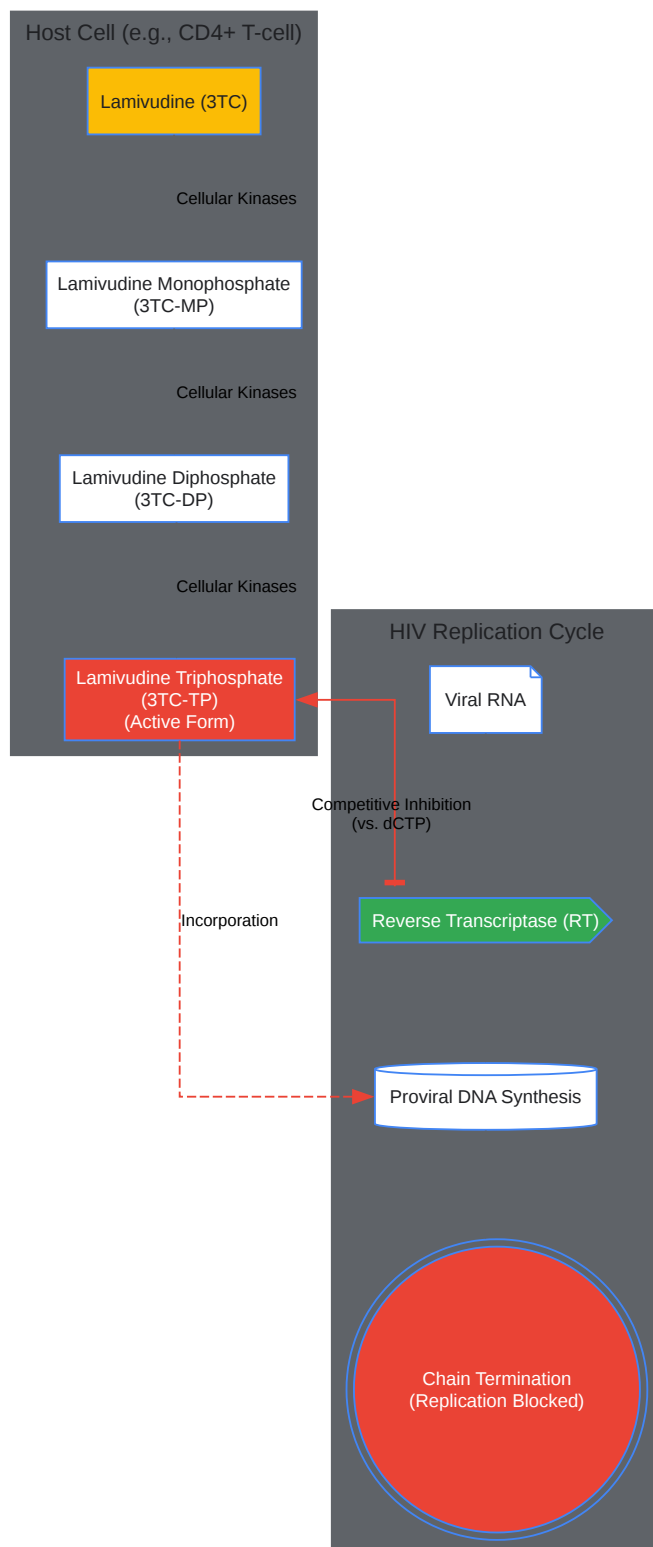 Host Cell (e.g., CD4+ T-cell)
Lamivudine (3TC)
Cellular Kinases
Lamivudine Monophosphate
(3TC-MP)
Cellular Kinases
Lamivudine Diphosphate
(3TC-DP)
Cellular Kinases
Lamivudine Triphosphate
(3TC-TP)
(Active Form)
HIV Replication Cycle
Viral RNA
Competitive Inhibition
(vs. dCTP)
Incorporation
Reverse Transcriptase (RT)
Proviral DNA Synthesis
Chain Termination
(Replication Blocked)